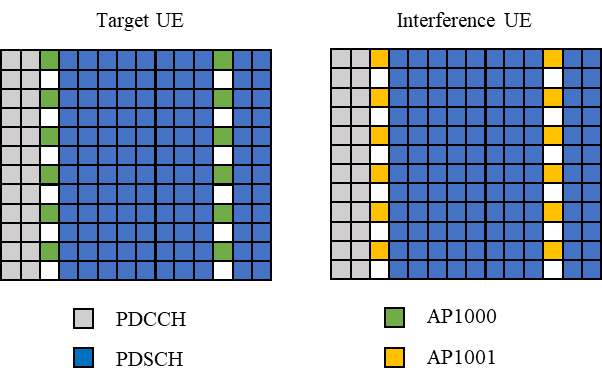 Target UE
Interference UE
PDCCH
AP1000
PDSCH
AP1001